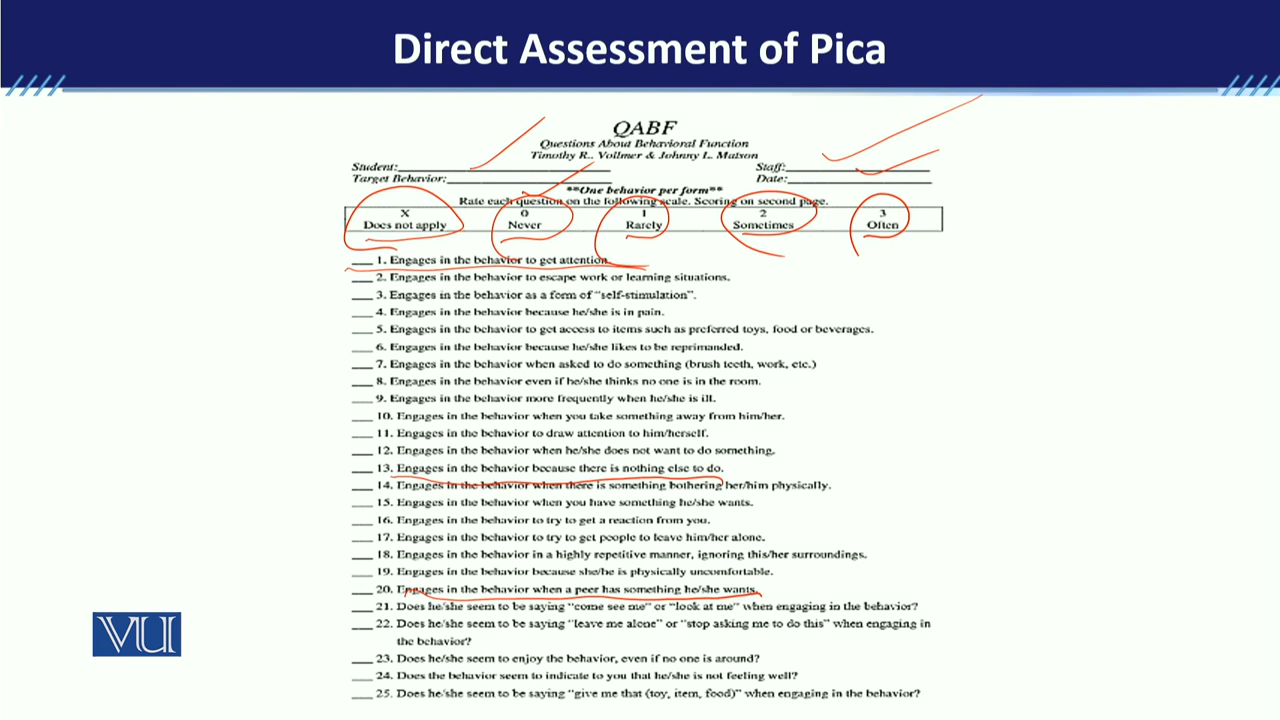 Direct Assessment of Pica
QABF
Questions About Behavioral Function
Timothy R.. Vollmer & Johnny L. Matson
Student: Staff:
Target Behavior: Date:
**One behavior per form**
Rate each question on the following scale. Scoring on second page.
X 0 1 2 3
Does not apply Never Rarely Sometimes Often
1. Engages in the behavior to get attention.
2. Engages in the behavior to escape work or learning situations.
3. Engages in the behavior as a form of "self-stimulation".
4. Engages in the behavior because he/she is in pain.
5. Engages in the behavior to get access to items such as preferred toys, food or beverages.
6. Engages in the behavior because he/she likes to be reprimanded.
7. Engages in the behavior when asked to do something (brush teeth, work, etc.)
8. Engages in the behavior even if he/she thinks no one is in the room.
9. Engages in the behavior more frequently when he/she is ill.
10. Engages in the behavior when you take something away from him/her.
11. Engages in the behavior to draw attention to him/herself.
12. Engages in the behavior when he/she does not want to do something.
13. Engages in the behavior because there is nothing else to do.
14. Engages in the behavior when there is something bothering her/him physically.
15. Engages in the behavior when you have something he/she wants.
16. Engages in the behavior to try to get a reaction from you.
17. Engages in the behavior to try to get people to leave him/her alone.
18. Engages in the behavior in a highly repetitive manner, ignoring this/her surroundings.
19. Engages in the behavior because she/he is physically uncomfortable.
20. Engages in the behavior when a peer has something he/she wants.
21. Does he/she seem to be saying "come see me" or "look at me" when engaging in the behavior?
22. Does he/she seem to be saying "leave me alone" or "stop asking me to do this" when engaging in
the behavior?
23. Does he/she seem to enjoy the behavior, even if no one is around?
24. Does the behavior seem to indicate to you that he/she is not feeling well?
25. Does he/she seem to be saying "give me that (toy, item, food)" when engaging in the behavior?
VU